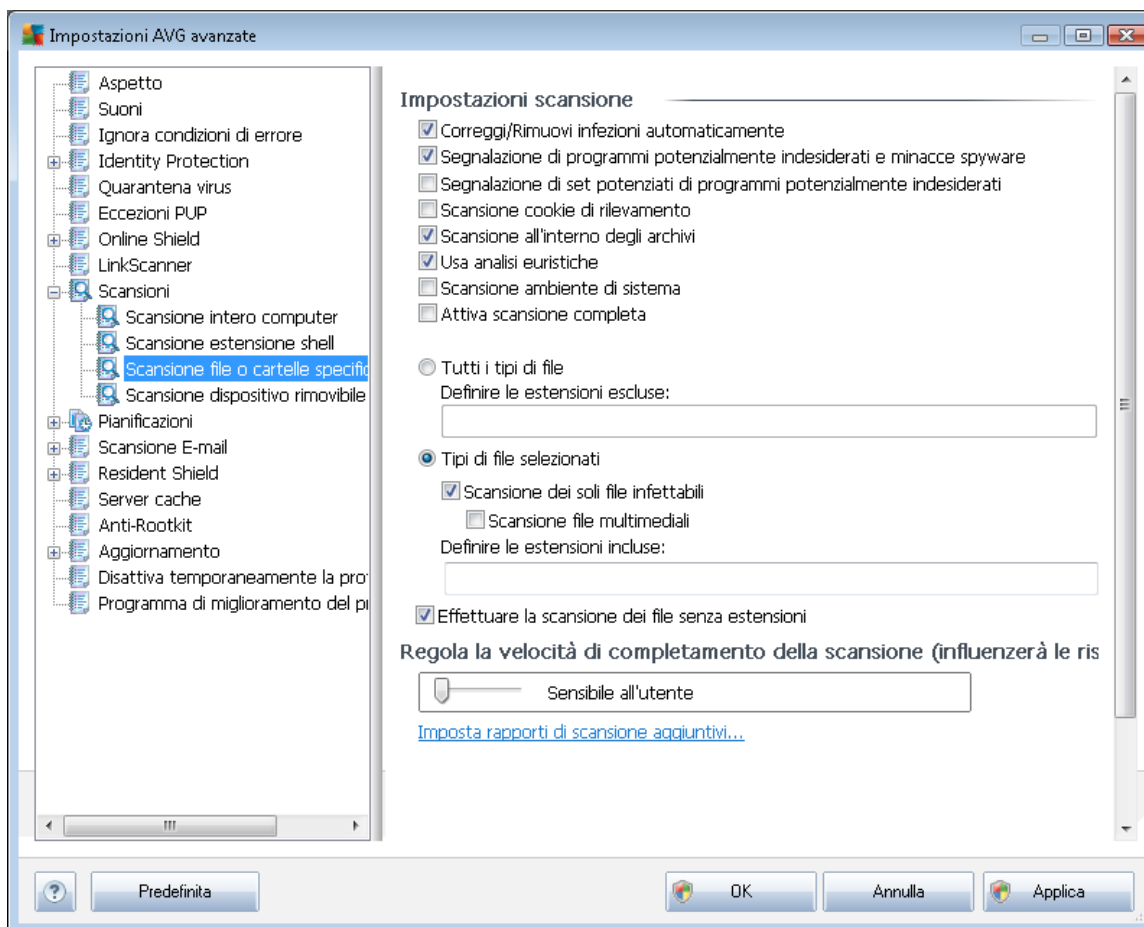 Impostazioni AVG avanzate
Aspetto
Suoni
Ignora condizioni di errore
Identity Protection
Quarantena virus
Eccezioni PUP
Online Shield
LinkScanner
Scansioni
Scansione intero computer
Scansione estensione shell
Scansione file o cartelle specific
Scansione dispositivo rimovibile
Pianificazioni
Scansione E-mail
Resident Shield
Server cache
Anti-Rootkit
Aggiornamento
Disattiva temporaneamente la pro
Programma di miglioramento del p
Impostazioni scansione
Correggi/Rimuovi infezioni automaticamente
Segnalazione di programmi potenzialmente indesiderati e minacce spyware
Segnalazione di set potenziati di programmi potenzialmente indesiderati
Scansione cookie di rilevamento
Scansione all'interno degli archivi
Usa analisi euristiche
Scansione ambiente di sistema
Attiva scansione completa
Tutti i tipi di file
Definire le estensioni escluse:
Tipi di file selezionati
Scansione dei soli file infettabili
Scansione file multimediali
Definire le estensioni incluse:
Effettuare la scansione dei file senza estensioni
Regola la velocità di completamento della scansione (influenzerà le ris
Sensibile all'utente
Imposta rapporti di scansione aggiuntivi...
? Predefinita OK Annulla Applica